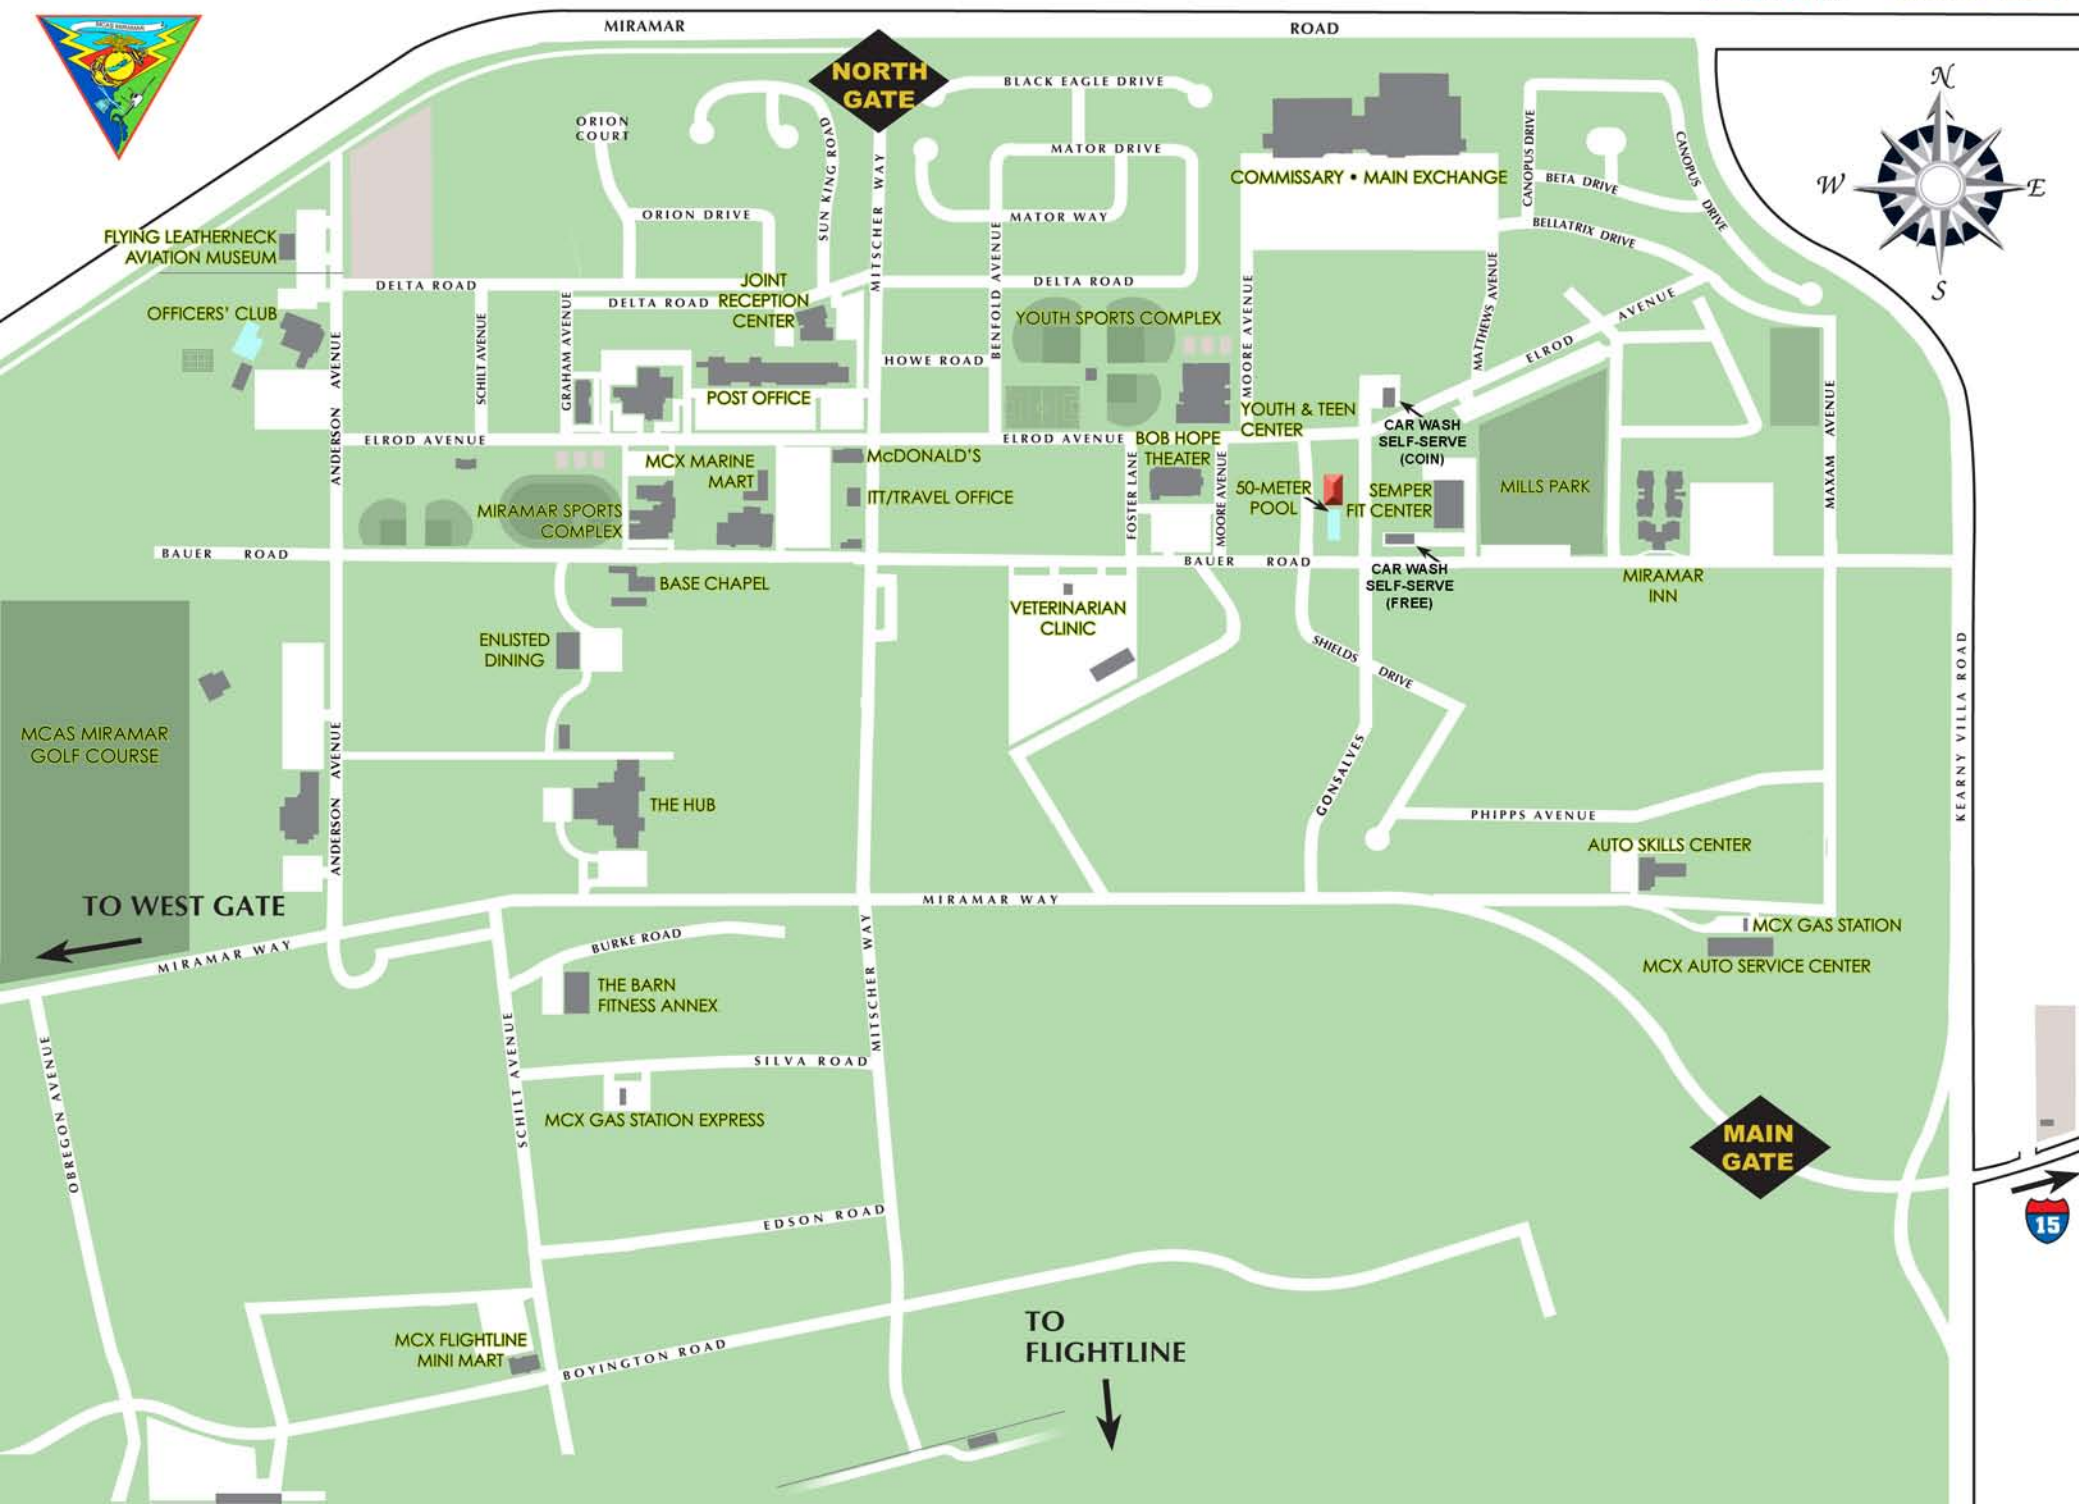 MCAS MIRAMAR
MIRAMAR
ROAD
NORTH
GATE
BLACK EAGLE DRIVE
N
W
E
S
ORION
COURT
SUN KING ROAD
MITSCHER WAY
MATOR DRIVE
COMMISSARY • MAIN EXCHANGE
CANOPUS DRIVE
BETA DRIVE
CANOPUS DRIVE
ORION DRIVE
MATOR WAY
BELLATRIX DRIVE
FLYING LEATHERNECK
AVIATION MUSEUM
BENFOLD AVENUE
DELTA ROAD
DELTA ROAD
JOINT
RECEPTION
CENTER
DELTA ROAD
MOORE AVENUE
MATTHEWS AVENUE
ELROD AVENUE
OFFICERS' CLUB
ANDERSON AVENUE
SCHILT AVENUE
GRAHAM AVENUE
YOUTH SPORTS COMPLEX
HOWE ROAD
POST OFFICE
YOUTH & TEEN
CENTER
CAR WASH
SELF-SERVE
(COIN)
MAXAM AVENUE
ELROD AVENUE
ELROD AVENUE
BOB HOPE
THEATER
McDONALD'S
MCX MARINE
MART
ITT/TRAVEL OFFICE
FOSTER LANE
MOORE AVENUE
50-METER
POOL
SEMPER
FIT CENTER
MILLS PARK
MIRAMAR SPORTS
COMPLEX
BAUER ROAD
BAUER ROAD
CAR WASH
SELF-SERVE
(FREE)
MIRAMAR
INN
BASE CHAPEL
VETERINARIAN
CLINIC
ENLISTED
DINING
SHIELDS DRIVE
KEARNY VILLA ROAD
MCAS MIRAMAR
GOLF COURSE
ANDERSON AVENUE
THE HUB
GONSALVES
PHIPPS AVENUE
AUTO SKILLS CENTER
TO WEST GATE
MIRAMAR WAY
MIRAMAR WAY
MCX GAS STATION
MCX AUTO SERVICE CENTER
BURKE ROAD
MITSCHER WAY
THE BARN
FITNESS ANNEX
OBREGON AVENUE
SCHILT AVENUE
SILVA ROAD
MCX GAS STATION EXPRESS
MAIN
GATE
EDSON ROAD
15
TO
FLIGHTLINE
MCX FLIGHTLINE
MINI MART
BOYINGTON ROAD